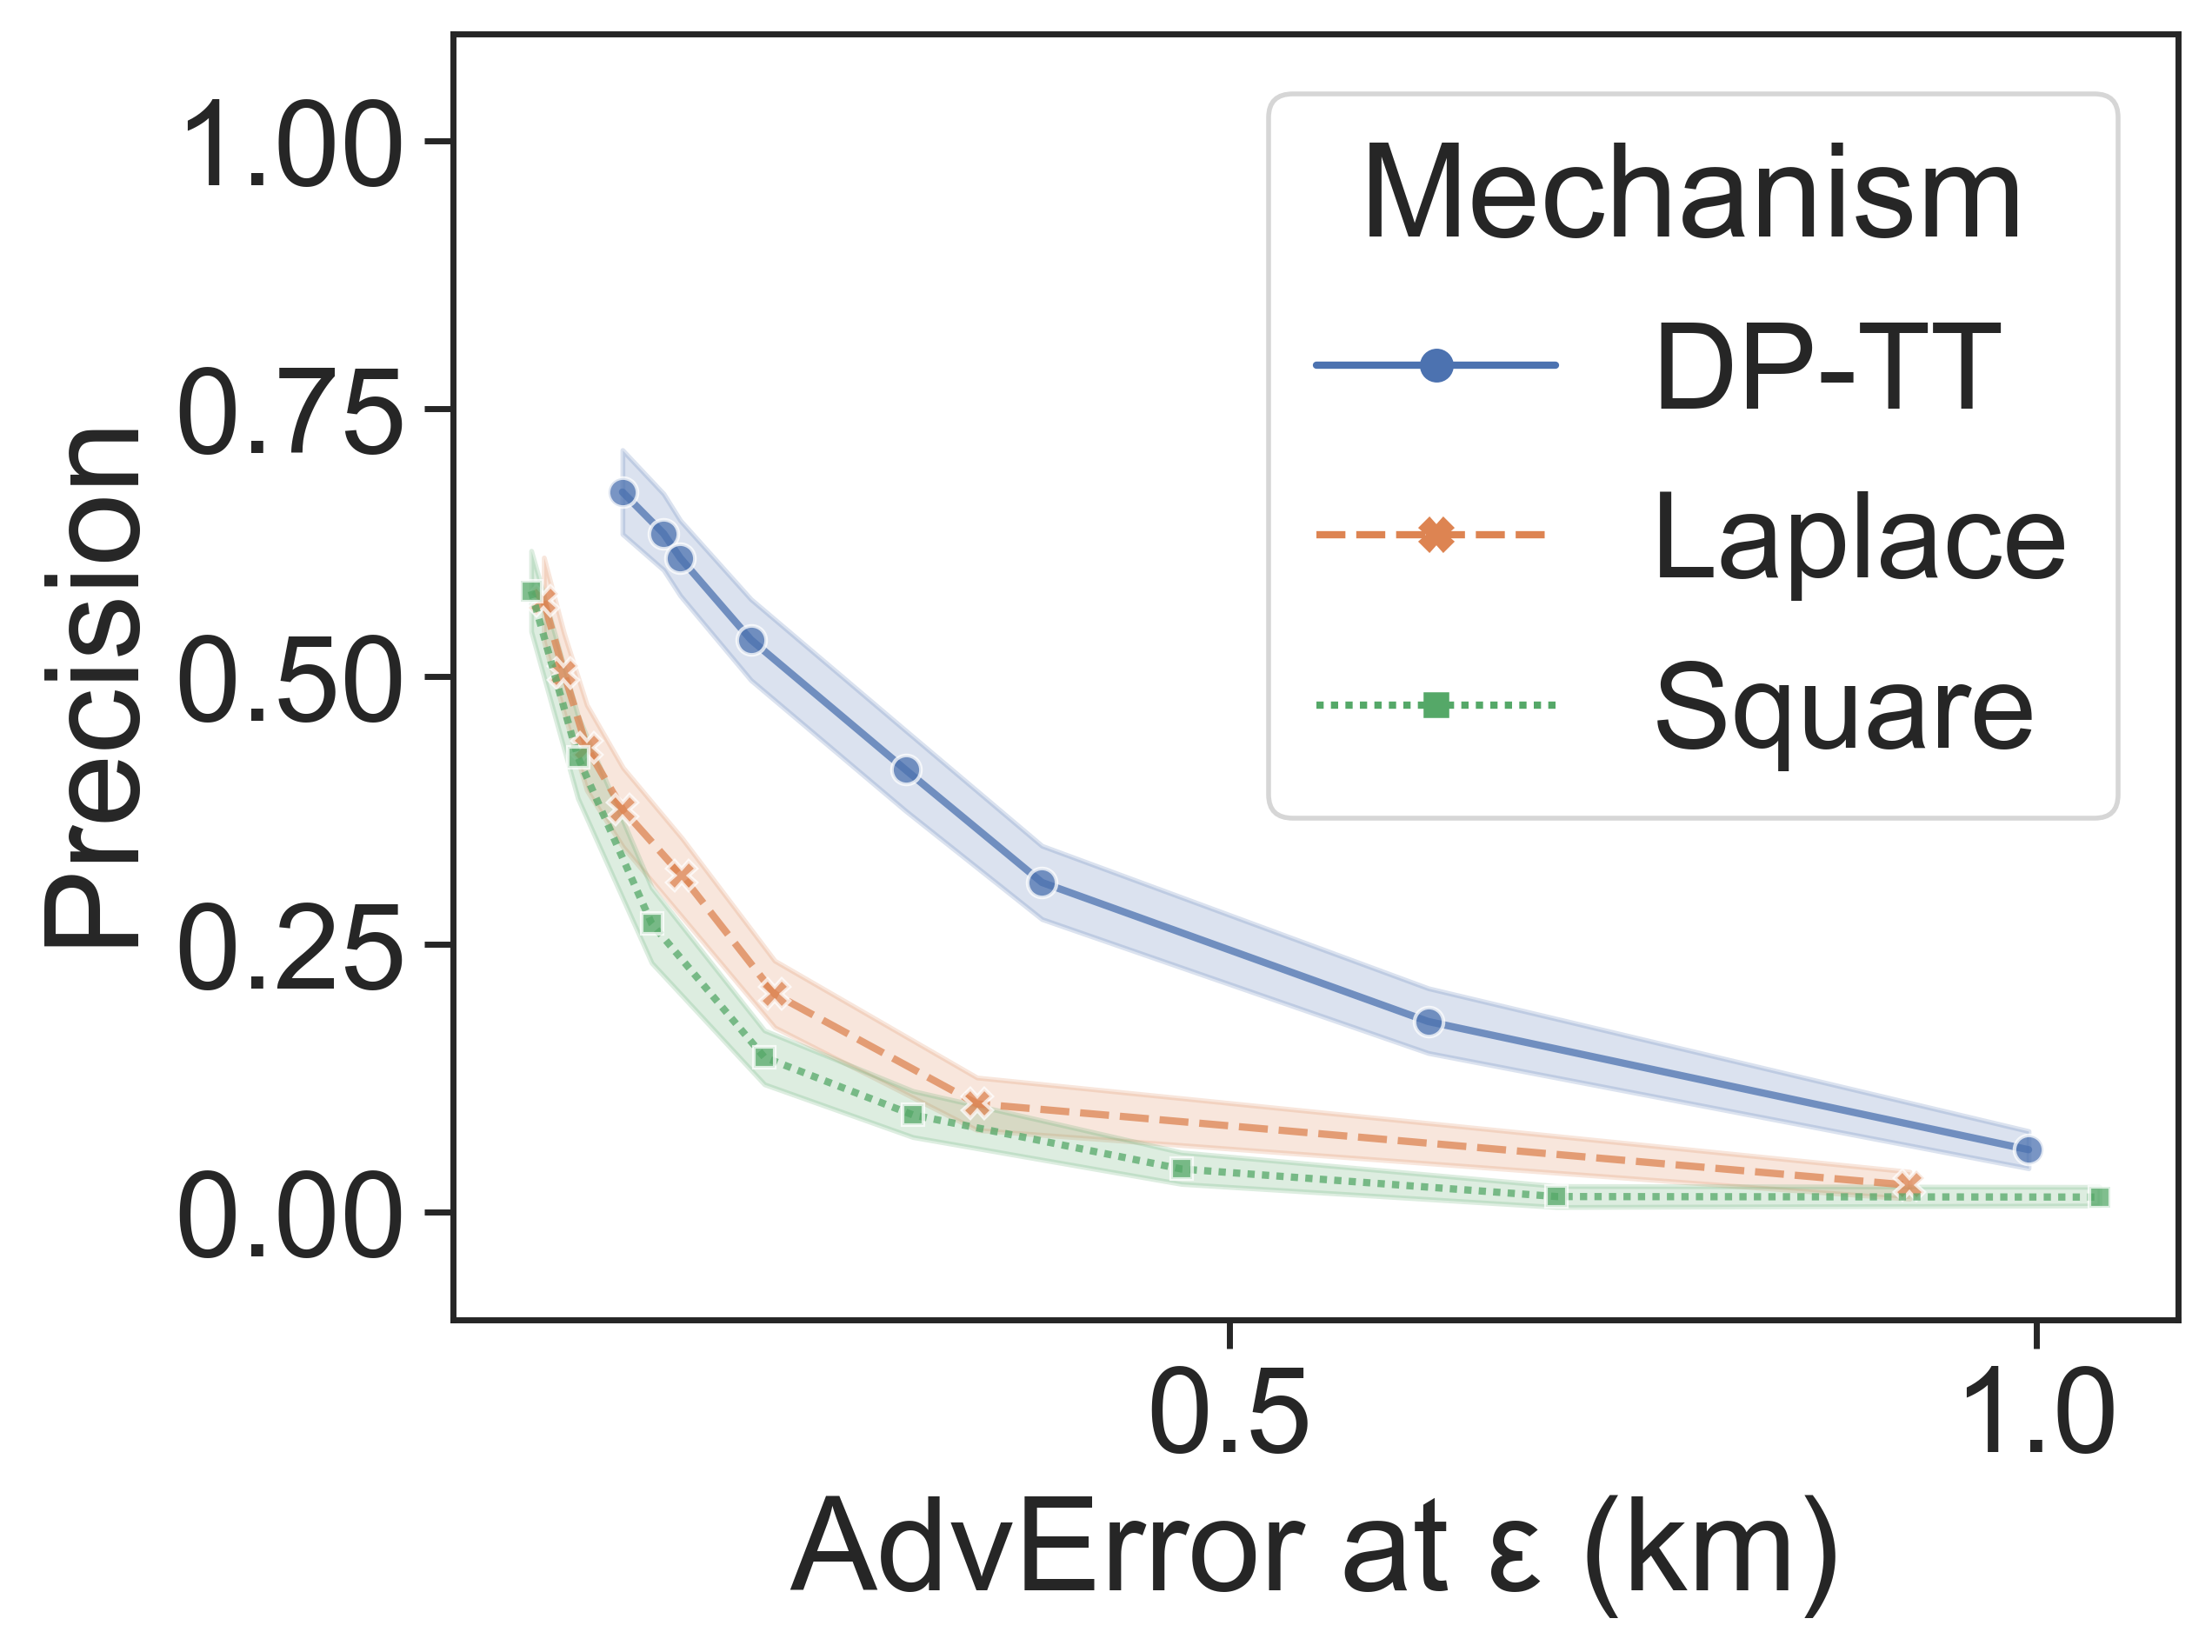 Precision
1.00
0.75
0.50
0.25
0.00
Mechanism
DP-TT
Laplace
Square
0.5 1.0
AdvError at ε (km)